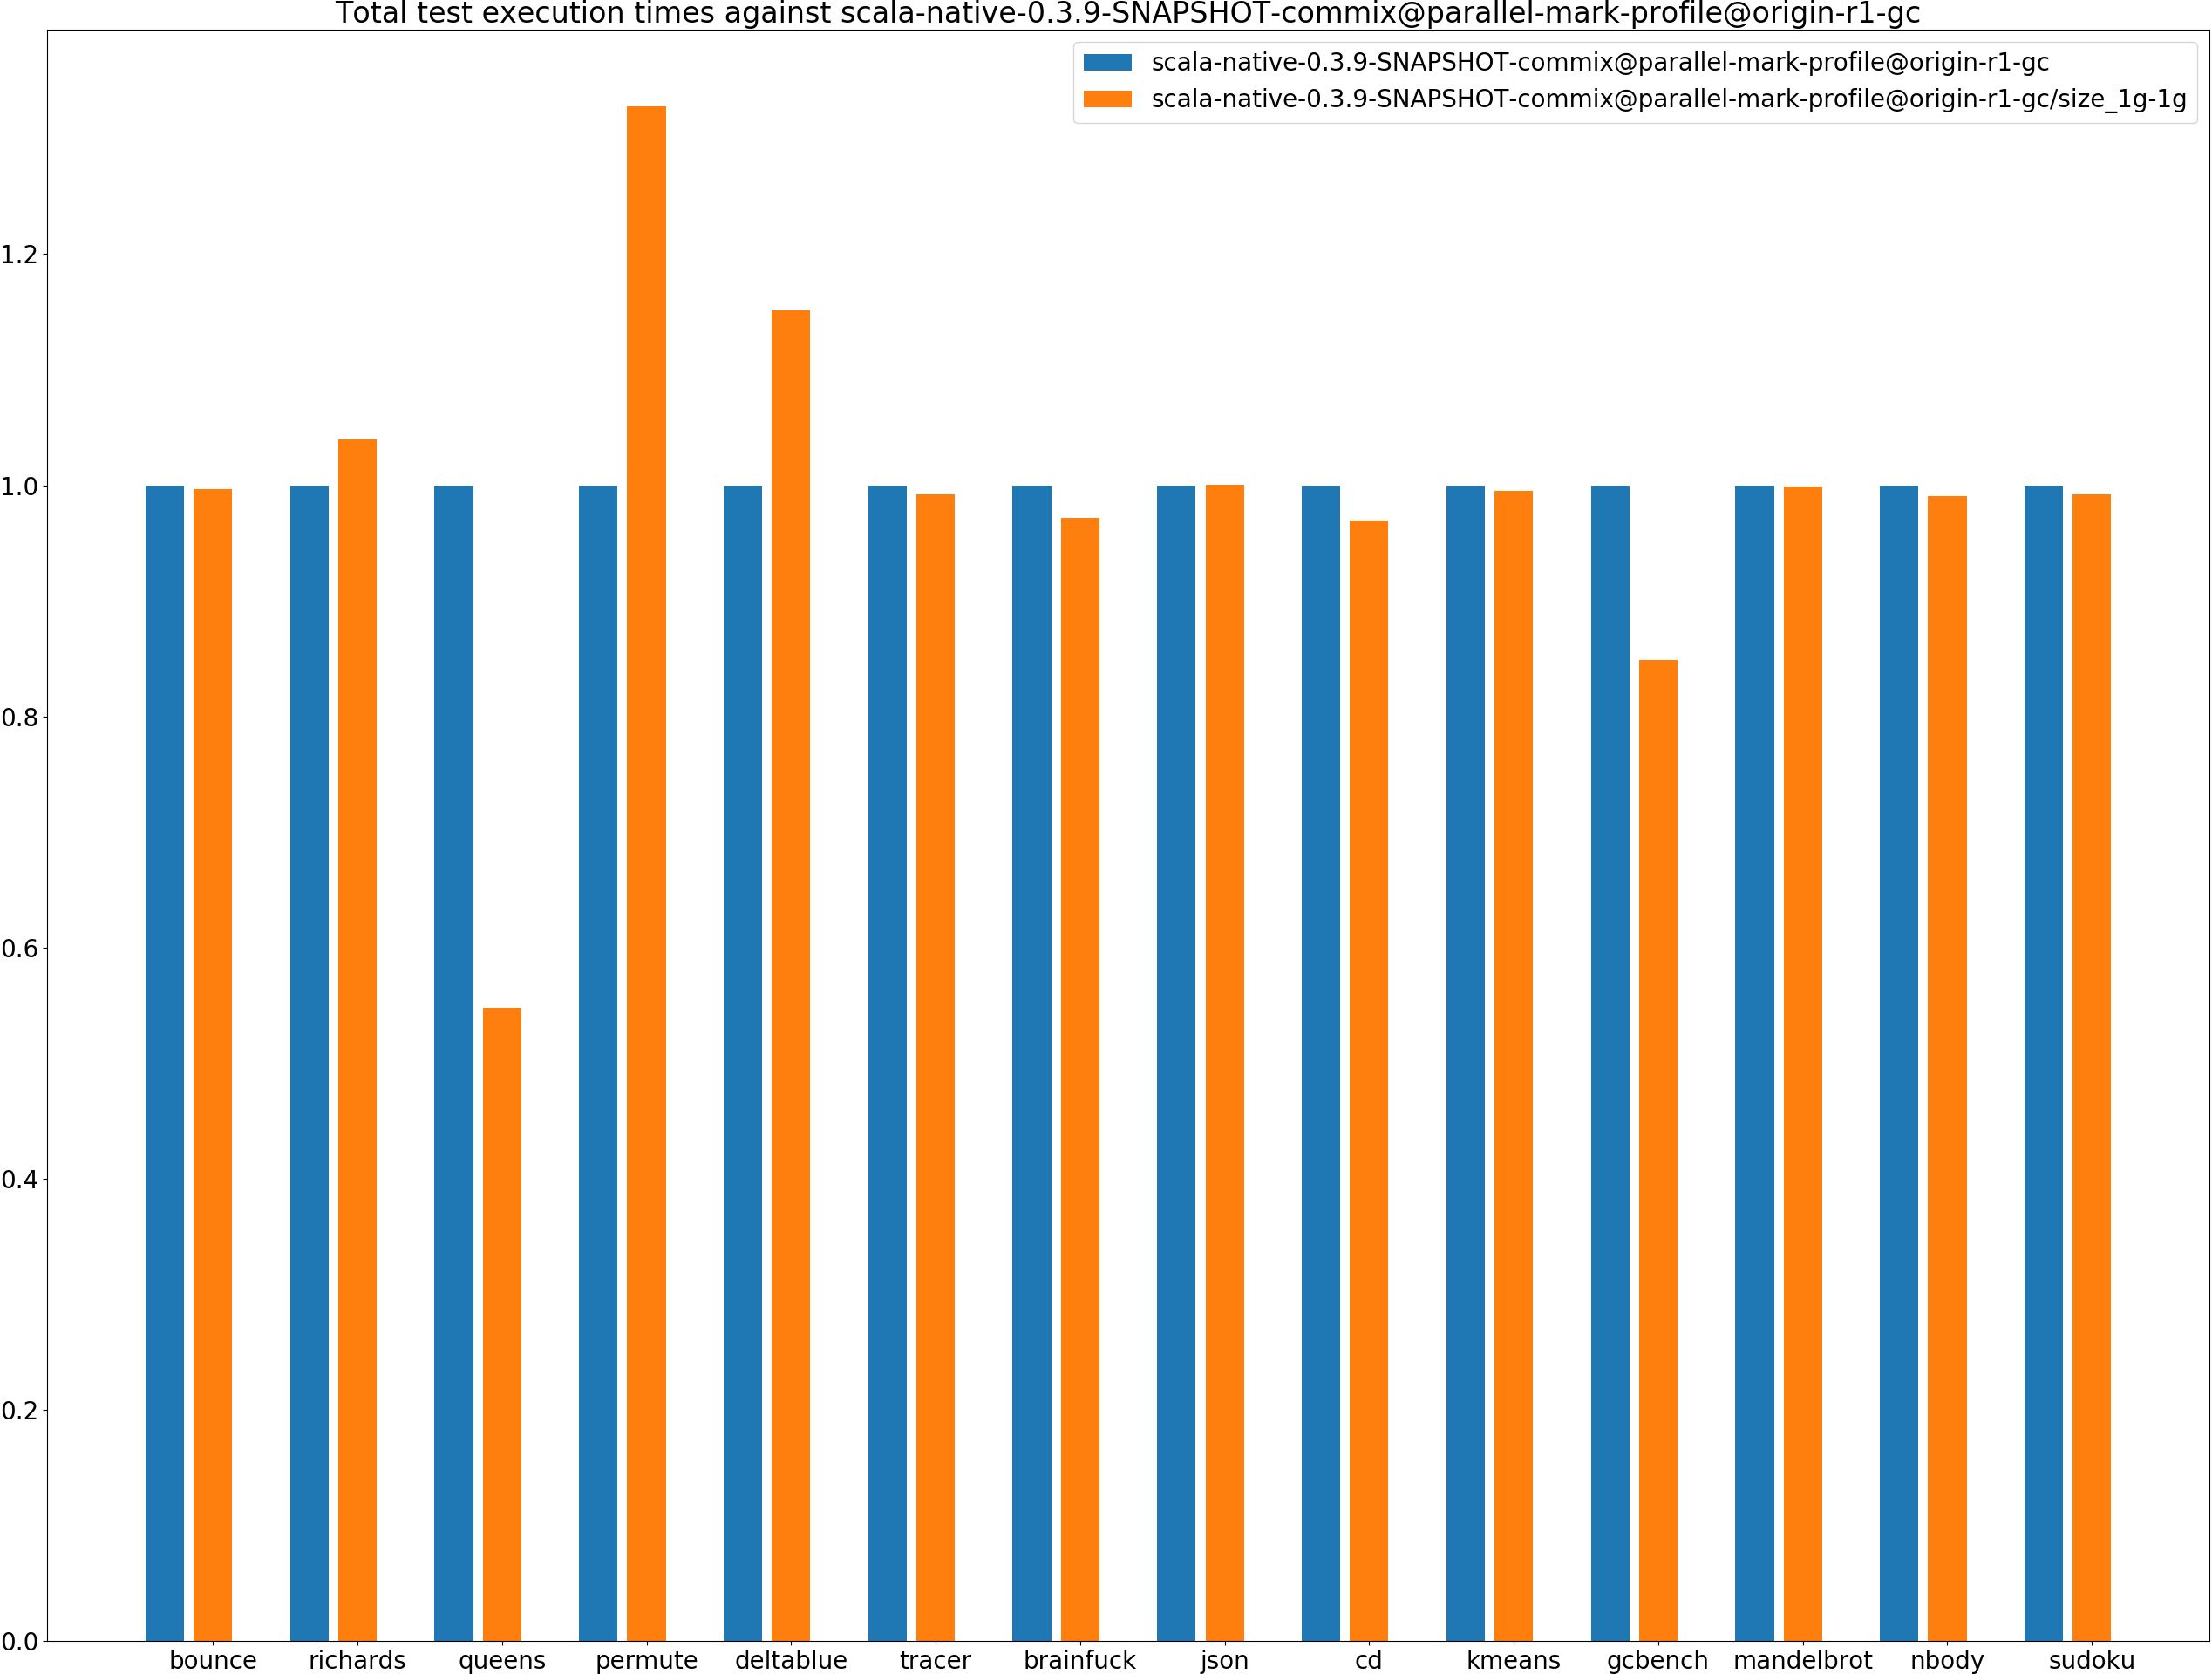 Total test execution times against scala-native-0.3.9-SNAPSHOT-commix@parallel-mark-profile@origin-r1-gc
scala-native-0.3.9-SNAPSHOT-commix@parallel-mark-profile@origin-r1-gc
scala-native-0.3.9-SNAPSHOT-commix@parallel-mark-profile@origin-r1-gc/size_1g-1g
1.2
1.0
0.8
0.6
0.4
0.2
0.0
bounce richards queens permute deltablue tracer brainfuck json cd kmeans gcbench mandelbrot nbody sudoku